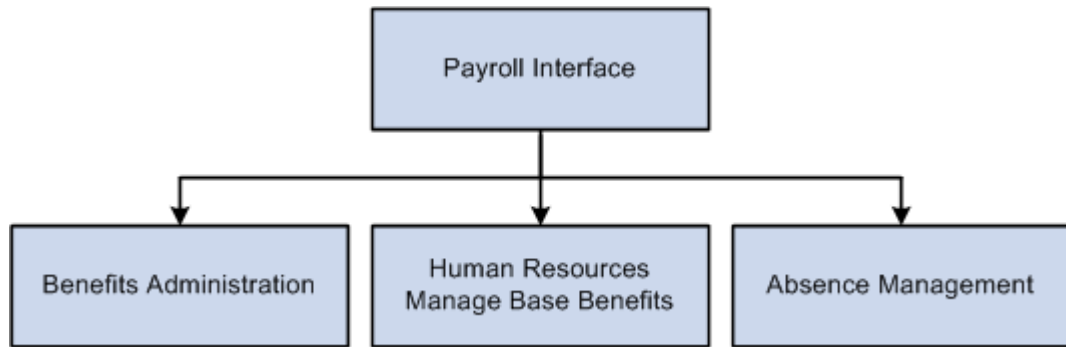 Payroll Interface
Benefits Administration
Human Resources
Manage Base Benefits
Absence Management